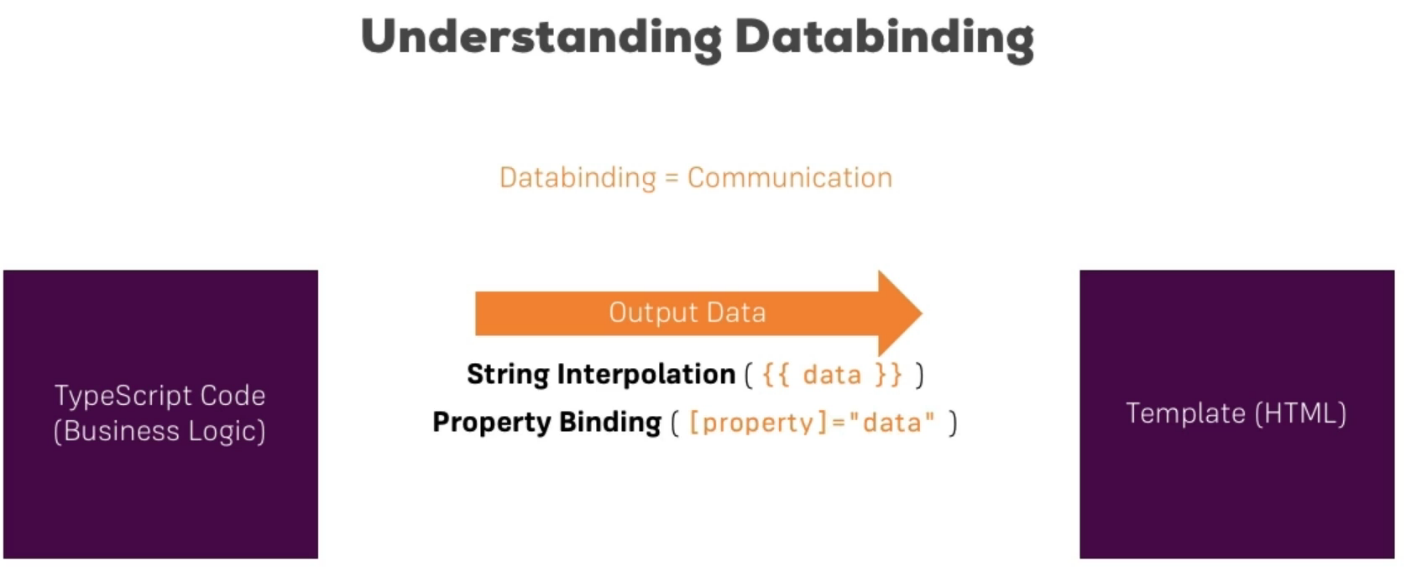 Understanding Databinding
Databinding = Communication
TypeScript Code
(Business Logic)
Output Data
String Interpolation ( {{ data }} )
Property Binding ( [property]="data" )
Template (HTML)